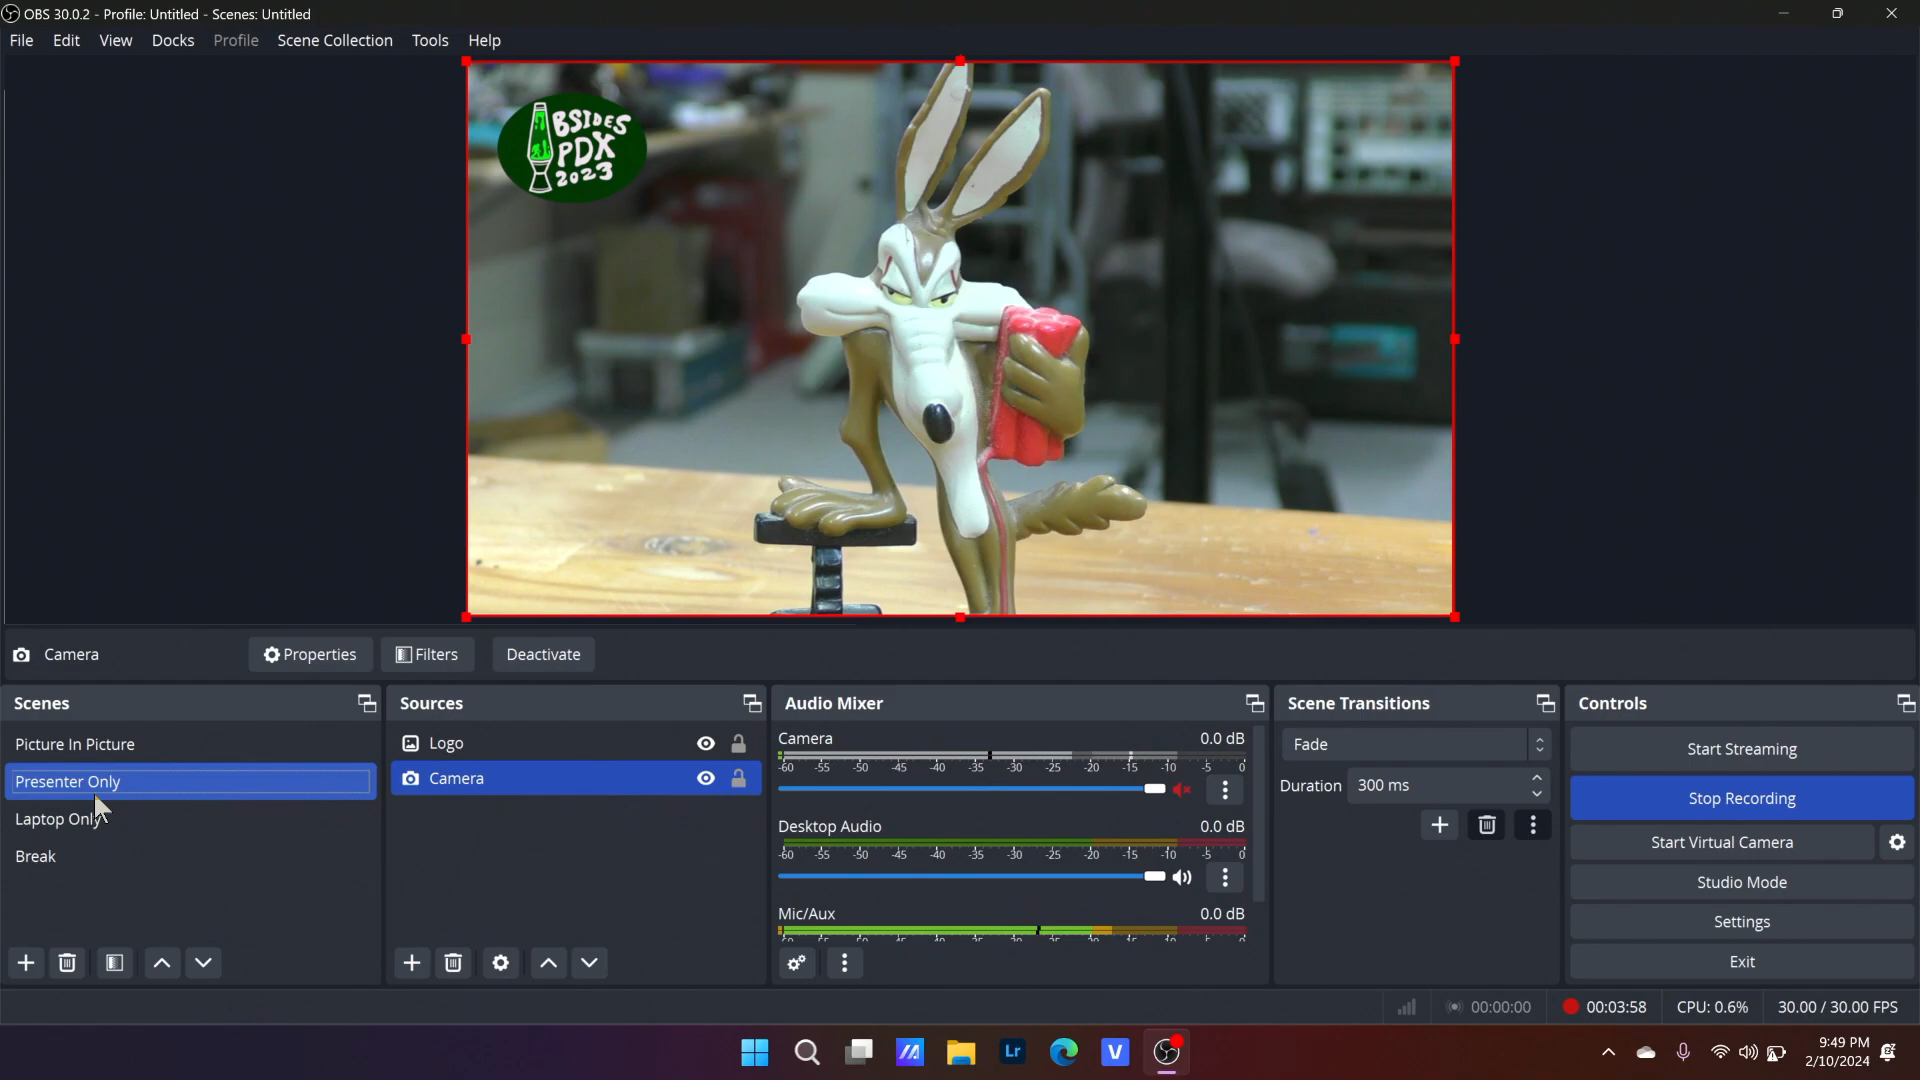 OBS 30.0.2 - Profile: Untitled - Scenes: Untitled
File Edit View Docks Profile Scene Collection Tools Help
BSIDES
PDX
2023
Camera Properties Filters Deactivate
Scenes
Picture In Picture
Presenter Only
Laptop Only
Break
Sources
Logo
Camera
Audio Mixer
Camera 0.0 dB
-60 -55 -50 -45 -40 -35 -30 -25 -20 -15 -10 -5 0
Desktop Audio 0.0 dB
-60 -55 -50 -45 -40 -35 -30 -25 -20 -15 -10 -5 0
Mic/Aux 0.0 dB
Scene Transitions
Fade
Duration 300 ms
Controls
Start Streaming
Stop Recording
Start Virtual Camera
Studio Mode
Settings
Exit
00:00:00 00:03:58 CPU: 0.6% 30.00 / 30.00 FPS
Lr V
9:49 PM
2/10/2024